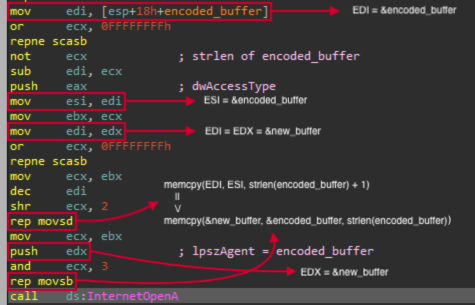 mov edi, [esp+18h+encoded_buffer] EDI = &encoded_buffer
or ecx, 0FFFFFFFFh
repne scasb
not ecx ; strlen of encoded_buffer
sub edi, ecx
push eax ; dwAccessType
mov esi, edi ESI = &encoded_buffer
mov ebx, ecx
mov edi, edx EDI = EDX = &new_buffer
or ecx, 0FFFFFFFFh
repne scasb
mov ecx, ebx
dec edi memcpy(EDI, ESI, strlen(encoded_buffer) + 1)
shr ecx, 2 || V
rep movsd memcpy(&new_buffer, &encoded_buffer, strlen(encoded_buffer))
mov ecx, ebx
push edx ; lpszAgent = encoded_buffer
and ecx, 3 EDX = &new_buffer
rep movsb
call ds:InternetOpenA